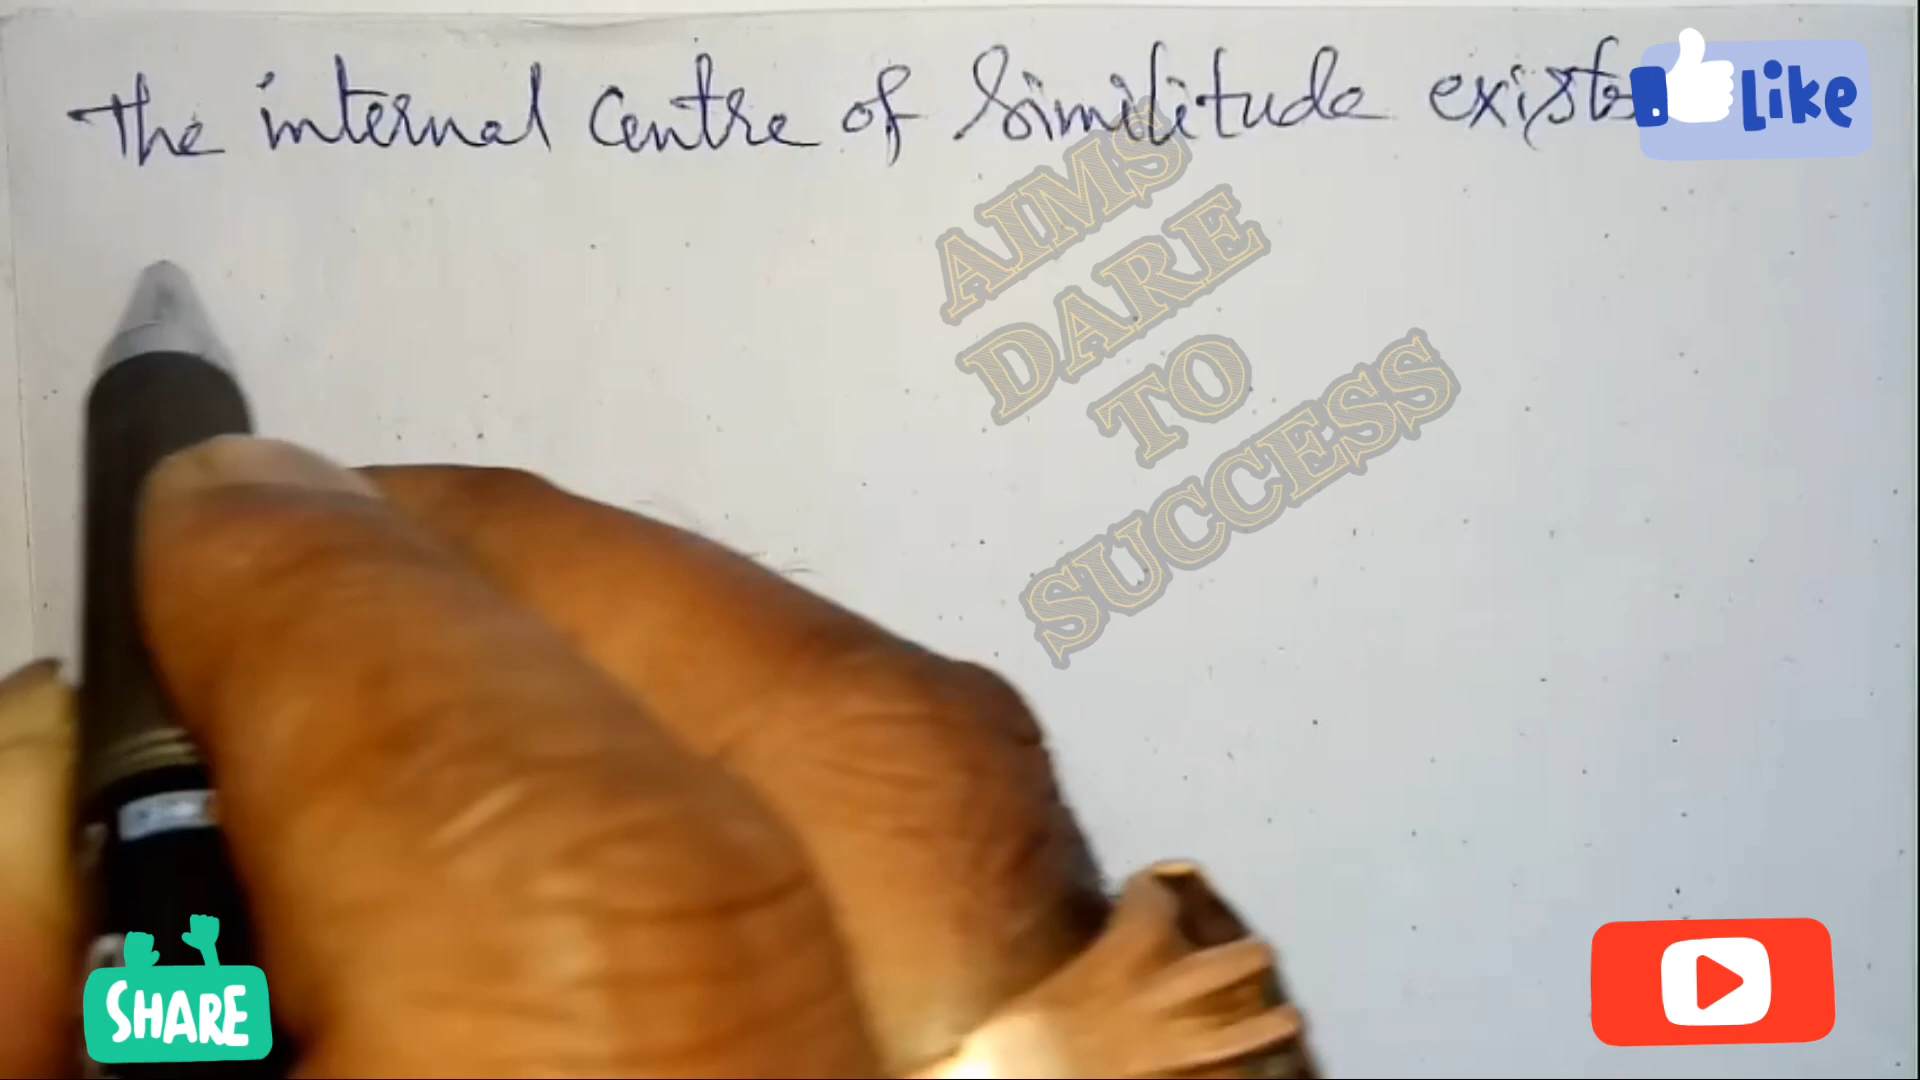 The internal centre of similitude exists
Like
AIMS
DARE
TO
SUCCESS
SHARE